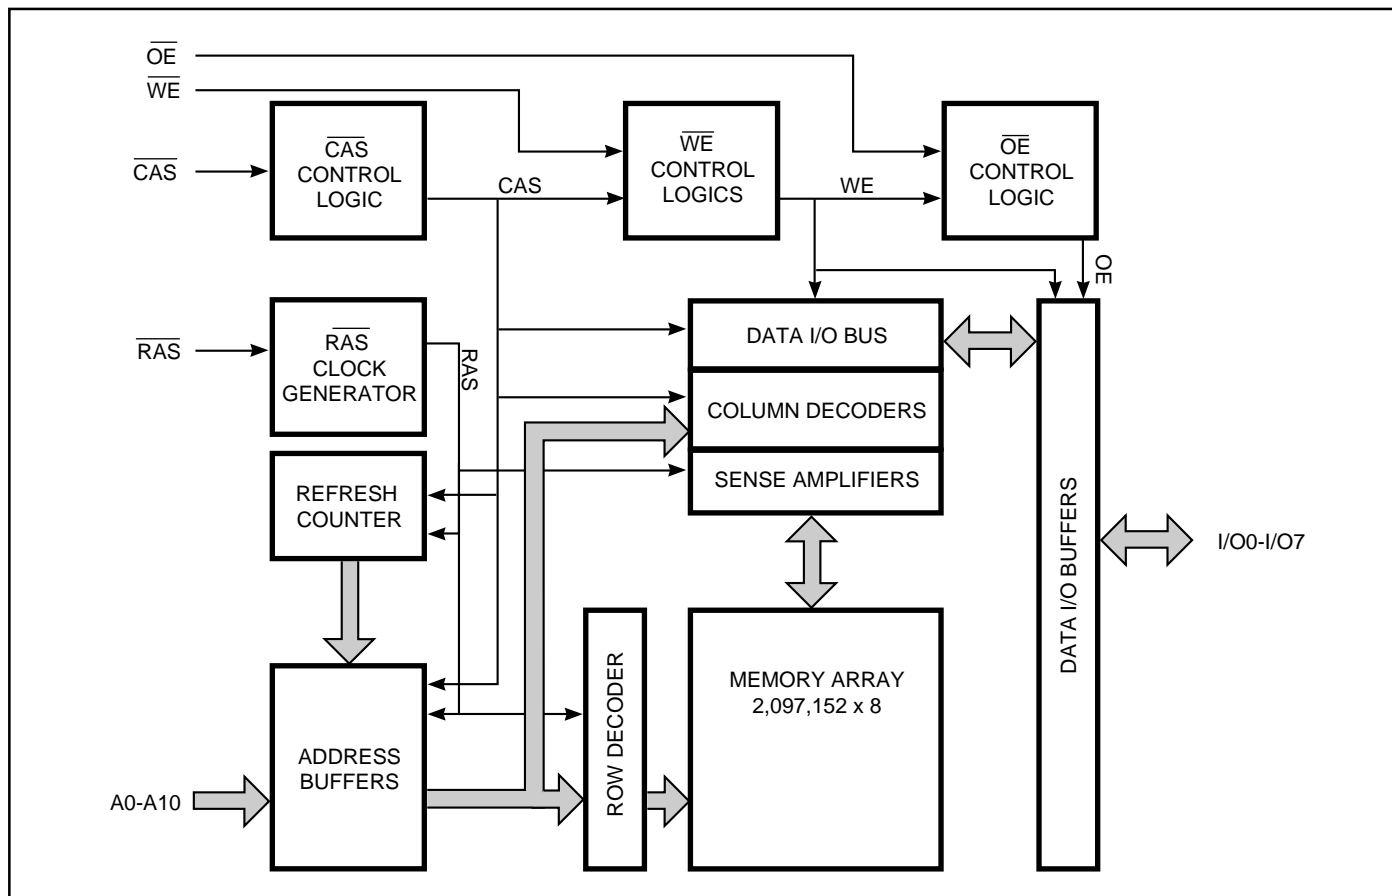 OE
WE
CAS
CAS
CONTROL
LOGIC
CAS
WE
CONTROL
LOGICS
WE
OE
CONTROL
LOGIC
OE
RAS
RAS
CLOCK
GENERATOR
RAS
DATA I/O BUS
COLUMN DECODERS
SENSE AMPLIFIERS
REFRESH
COUNTER
DATA I/O BUFFERS
I/O0-I/O7
ROW DECODER
MEMORY ARRAY
2,097,152 x 8
ADDRESS
BUFFERS
A0-A10